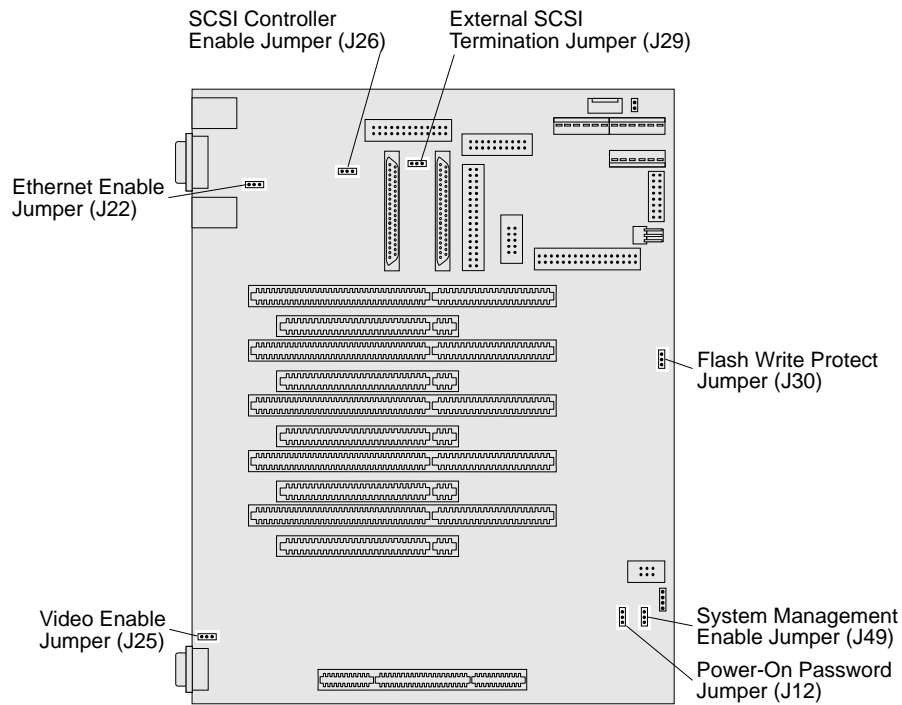 SCSI Controller
Enable Jumper (J26)
External SCSI
Termination Jumper (J29)
Ethernet Enable
Jumper (J22)
Flash Write Protect
Jumper (J30)
Video Enable
Jumper (J25)
System Management
Enable Jumper (J49)
Power-On Password
Jumper (J12)